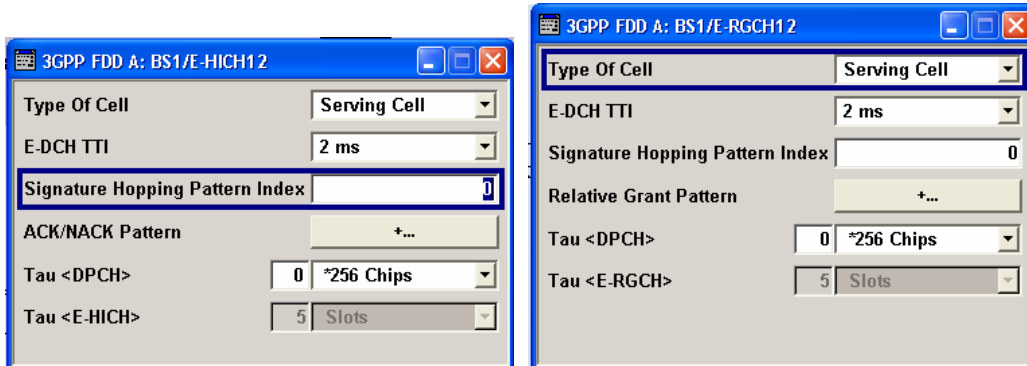 3GPP FDD A: BS1/E-HICH12
Type Of Cell Serving Cell
E-DCH TTI 2 ms
Signature Hopping Pattern Index 0
ACK/NACK Pattern +...
Tau <DPCH> 0 *256 Chips
Tau <E-HICH> 5 Slots
3GPP FDD A: BS1/E-RGCH12
Type Of Cell Serving Cell
E-DCH TTI 2 ms
Signature Hopping Pattern Index 0
Relative Grant Pattern +...
Tau <DPCH> 0 *256 Chips
Tau <E-RGCH> 5 Slots